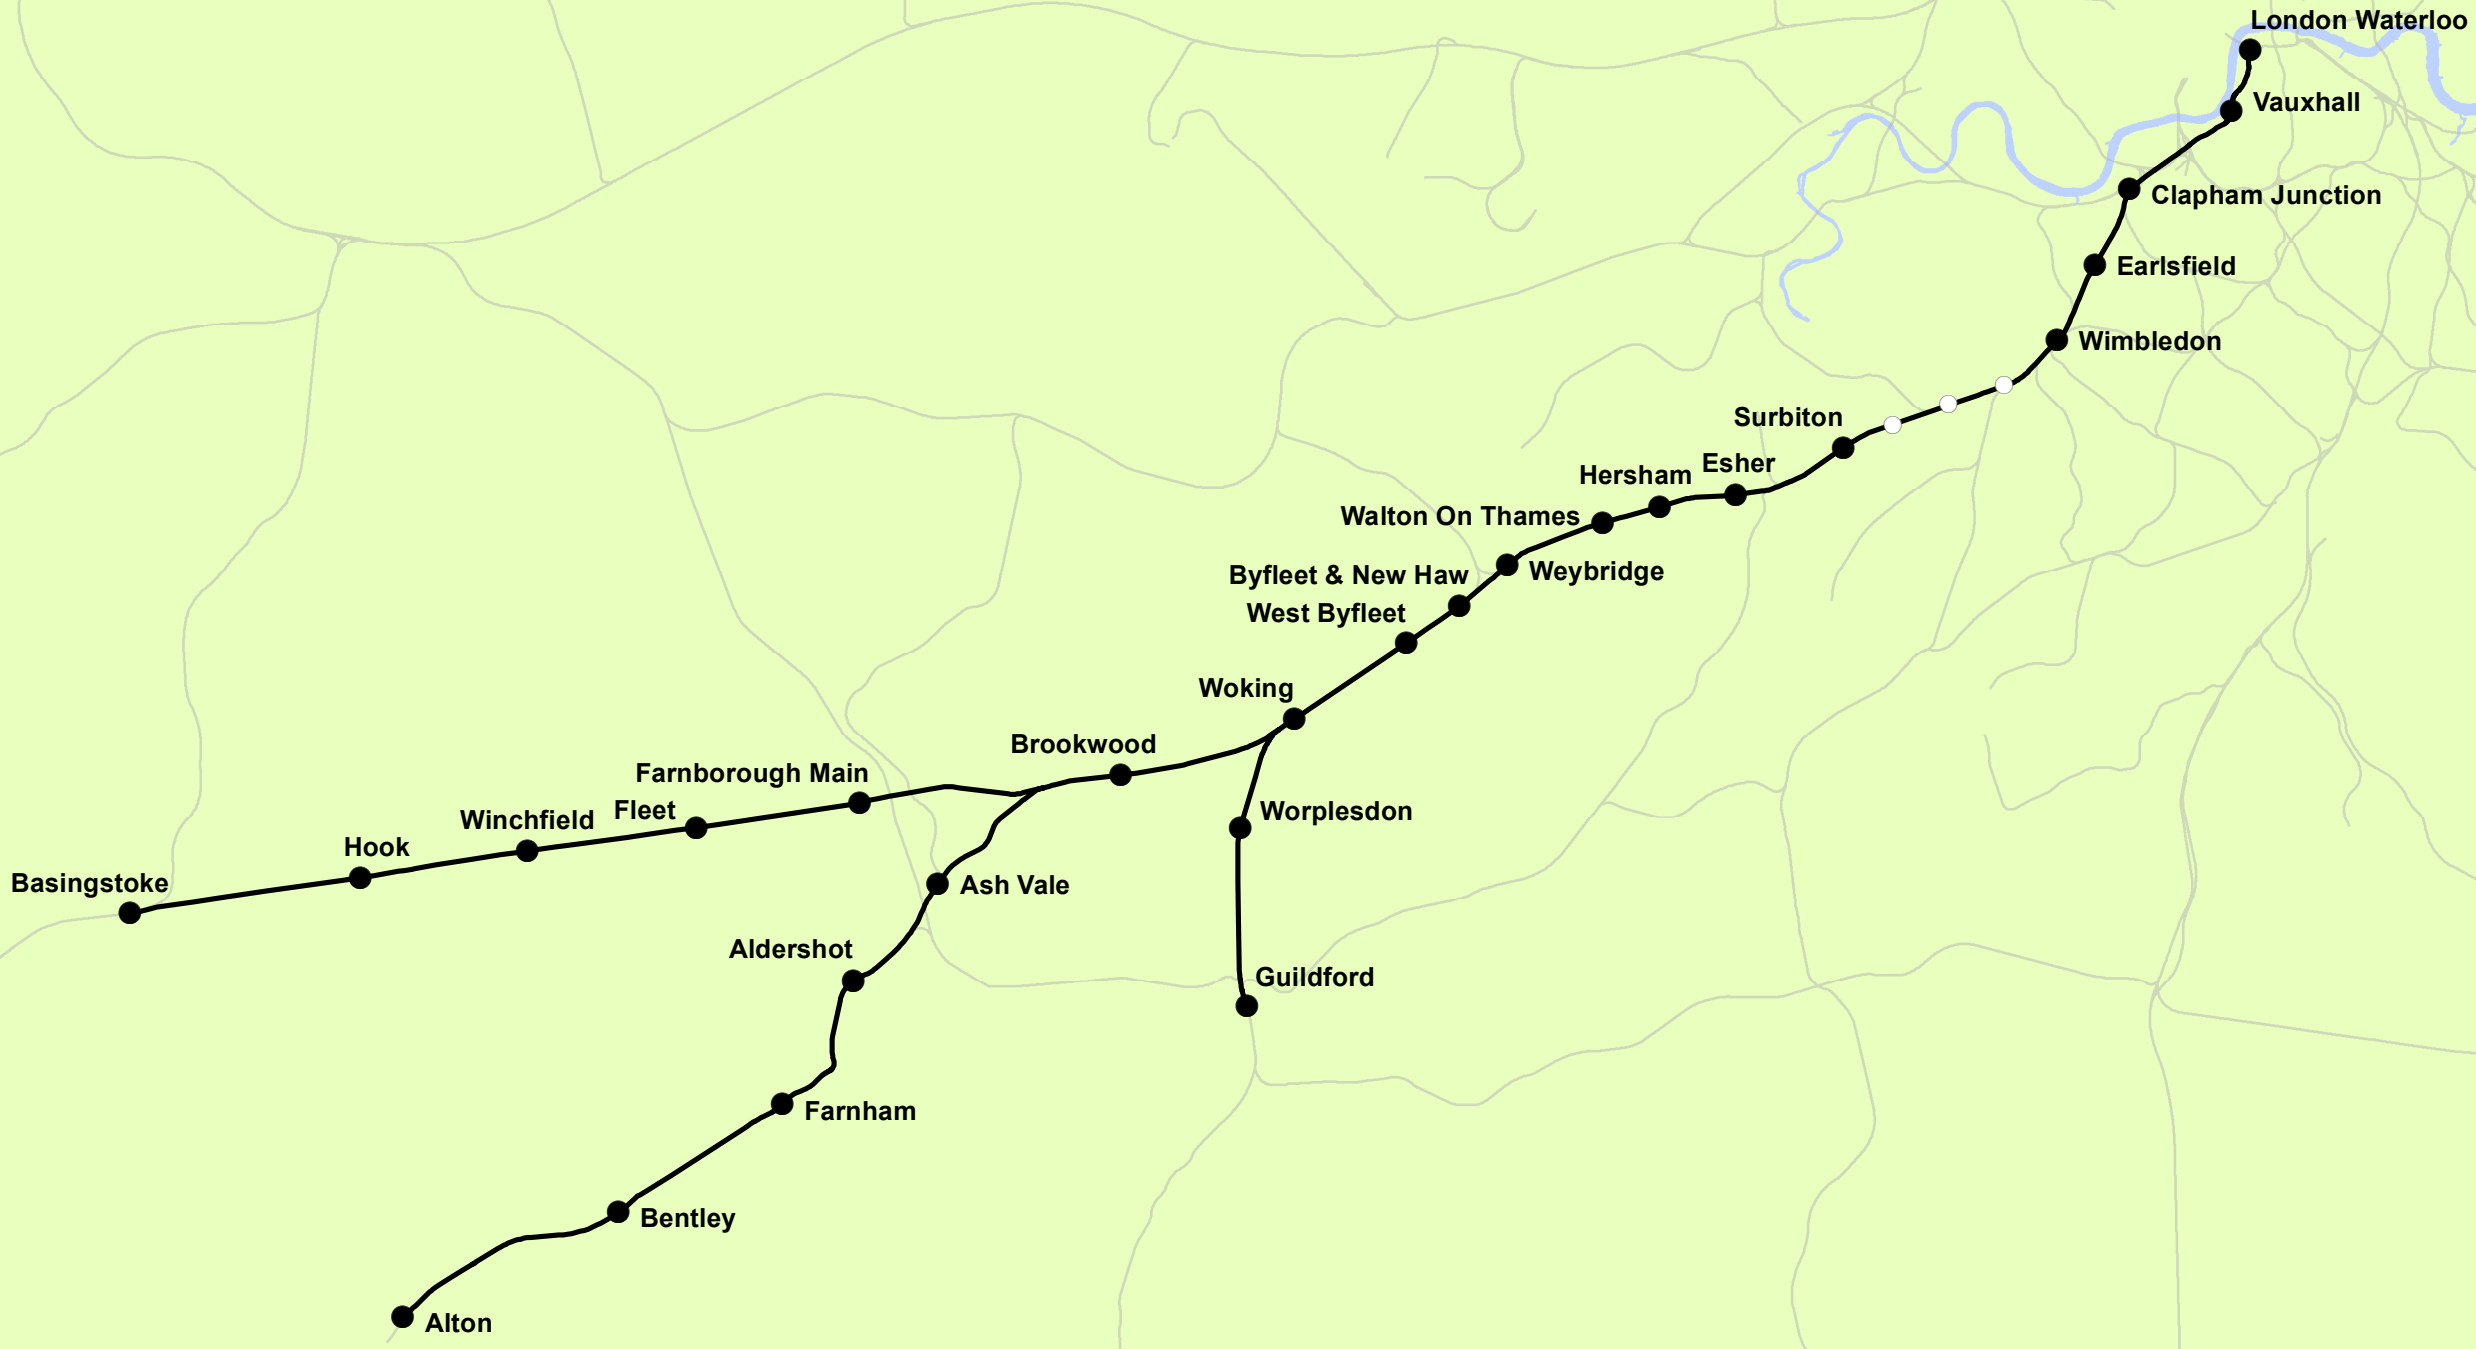 London Waterloo
Vauxhall
Clapham Junction
Earlsfield
Wimbledon
Surbiton
Esher
Hersham
Walton On Thames
Weybridge
Byfleet & New Haw
West Byfleet
Woking
Brookwood
Farnborough Main
Fleet
Winchfield
Hook
Basingstoke
Worplesdon
Guildford
Ash Vale
Aldershot
Farnham
Bentley
Alton